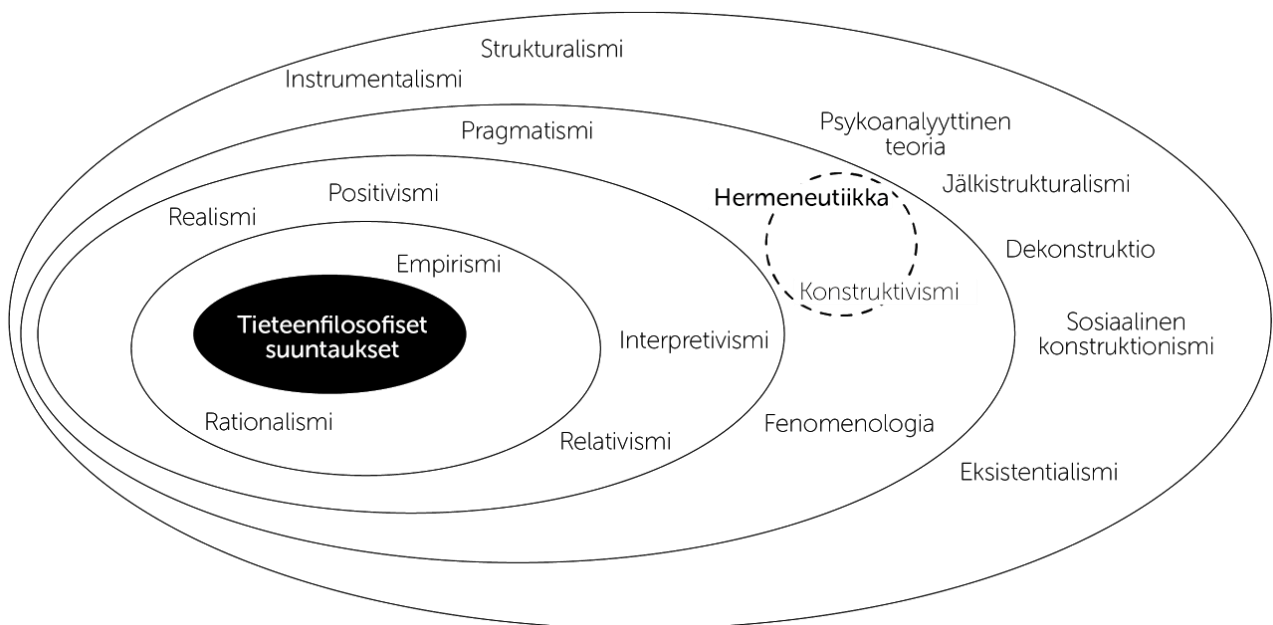 Strukturalismi
Instrumentalismi
Pragmatismi
Psykoanalyyttinen
teoria
Jälkistrukturalismi
Positivismi
Hermeneutiikka
Realismi
Dekonstruktio
Empirismi
Konstruktivismi
Tieteenfilosofiset
suuntaukset
Sosiaalinen
konstruktionismi
Interpretivismi
Rationalismi
Fenomenologia
Relativismi
Eksistentialismi